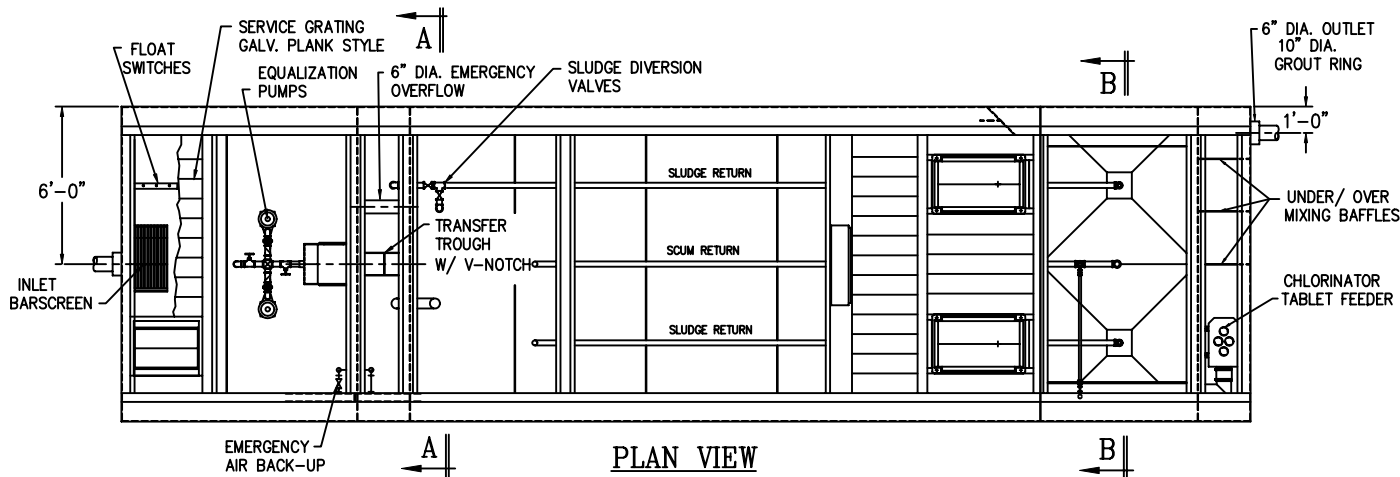 SERVICE GRATING
GALV. PLANK STYLE
FLOAT
SWITCHES
EQUALIZATION
PUMPS
A
6" DIA. EMERGENCY
OVERFLOW
SLUDGE DIVERSION
VALVES
B
6" DIA. OUTLET
10" DIA.
GROUT RING
1'-0"
6'-0"
SLUDGE RETURN
TRANSFER
TROUGH
W/ V-NOTCH
SCUM RETURN
UNDER/ OVER
MIXING BAFFLES
INLET
BARSCREEN
CHLORINATOR
TABLET FEEDER
SLUDGE RETURN
EMERGENCY
AIR BACK-UP
A
PLAN VIEW
B